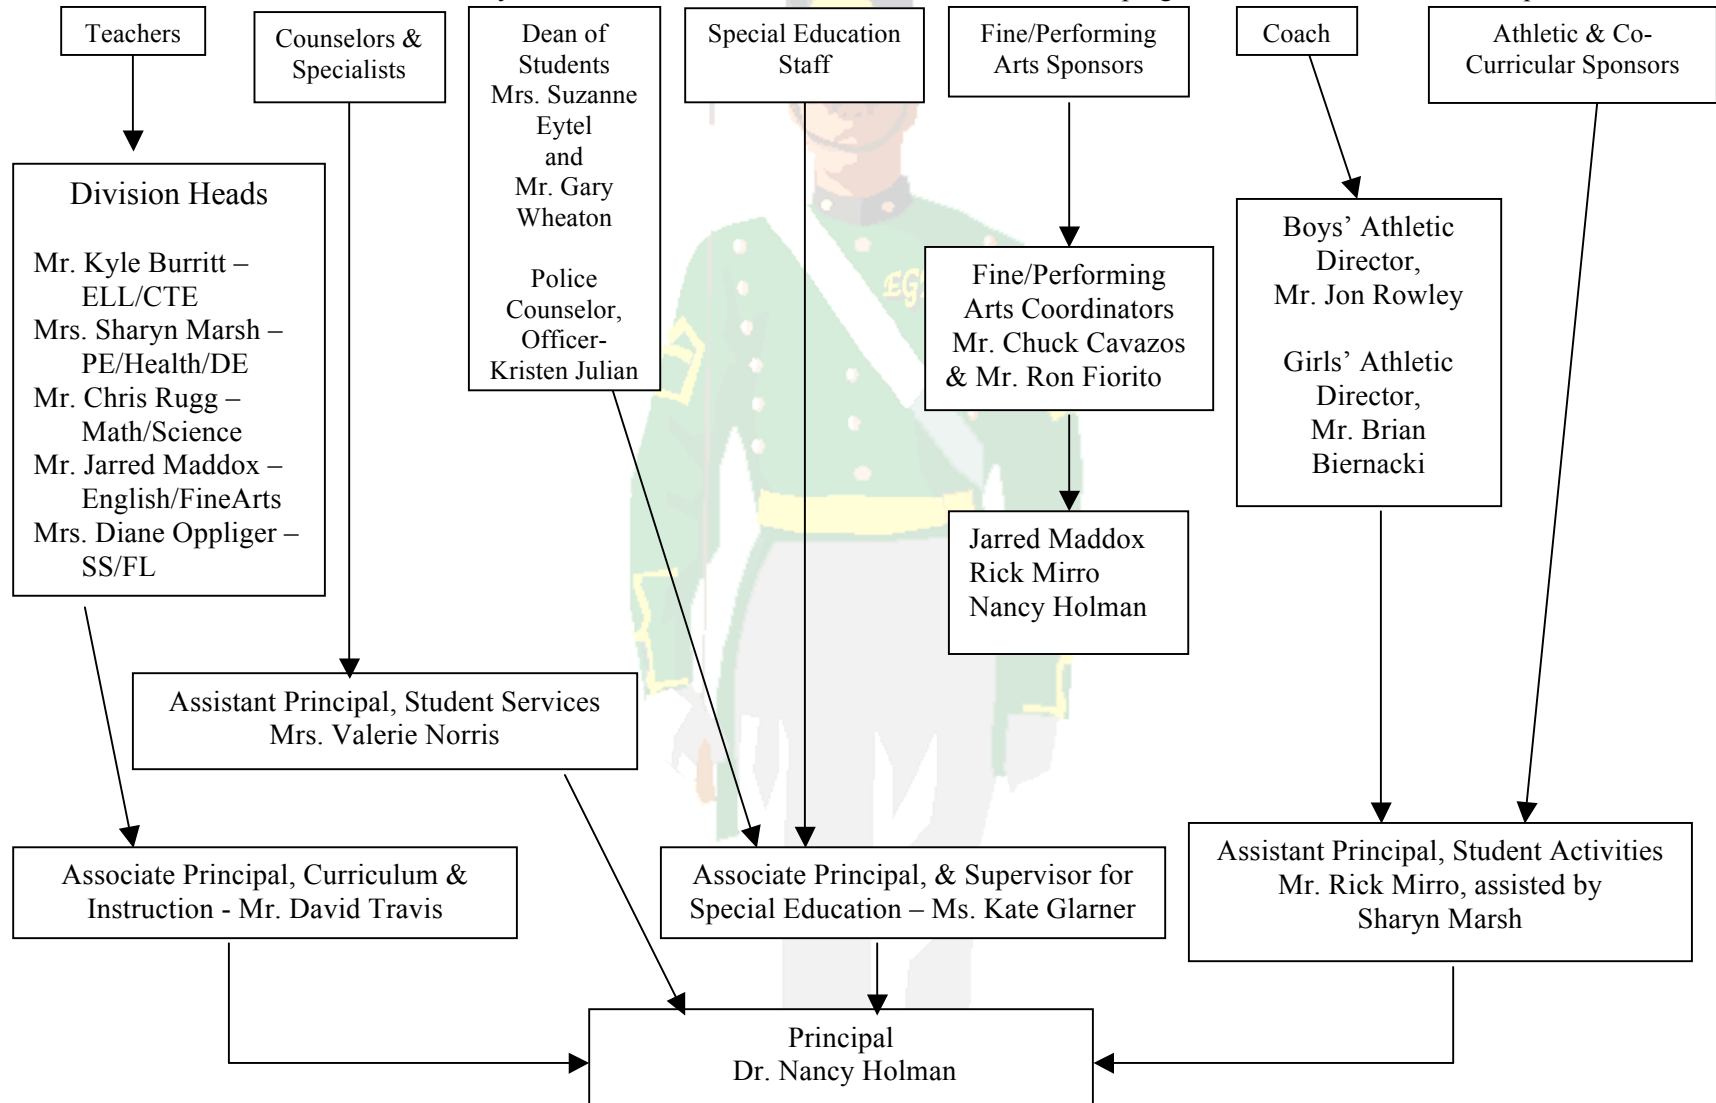 Teachers
Counselors &
Specialists
Dean of
Students
Mrs. Suzanne
Eytel
and
Mr. Gary
Wheaton
Police
Counselor,
Officer-
Kristen Julian
Special Education
Staff
Fine/Performing
Arts Sponsors
Coach
Athletic & Co-
Curricular Sponsors
Division Heads
Mr. Kyle Burritt –
ELL/CTE
Mrs. Sharyn Marsh –
PE/Health/DE
Mr. Chris Rugg –
Math/Science
Mr. Jarred Maddox –
English/FineArts
Mrs. Diane Oppliger –
SS/FL
Fine/Performing
Arts Coordinators
Mr. Chuck Cavazos
& Mr. Ron Fiorito
Boys’ Athletic
Director,
Mr. Jon Rowley
Girls’ Athletic
Director,
Mr. Brian
Biernacki
Jarred Maddox
Rick Mirro
Nancy Holman
Assistant Principal, Student Services
Mrs. Valerie Norris
Associate Principal, Curriculum &
Instruction - Mr. David Travis
Associate Principal, & Supervisor for
Special Education – Ms. Kate Glarner
Assistant Principal, Student Activities
Mr. Rick Mirro, assisted by
Sharyn Marsh
Principal
Dr. Nancy Holman